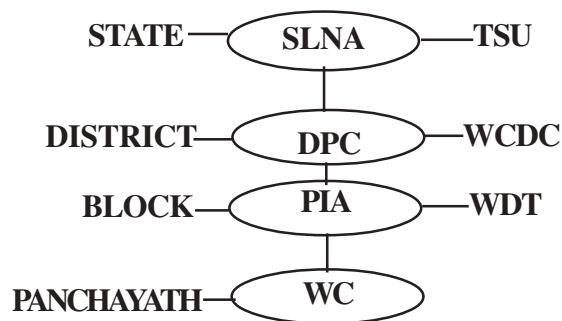 STATE SLNA TSU
DISTRICT DPC WCDC
BLOCK PIA WDT
PANCHAYATH WC